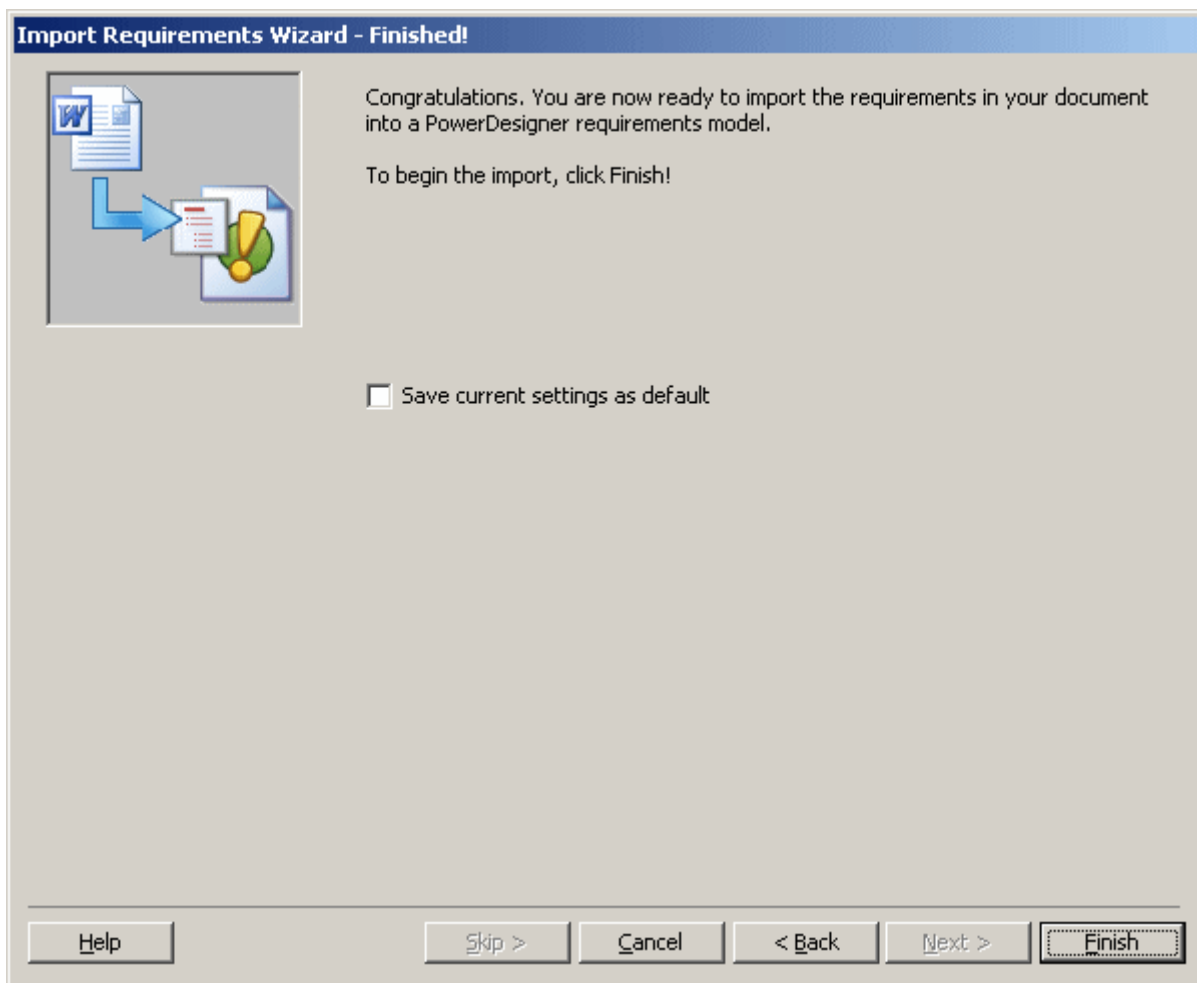 Import Requirements Wizard - Finished!
W
Congratulations. You are now ready to import the requirements in your document
into a PowerDesigner requirements model.
To begin the import, click Finish!
Save current settings as default
Help
Skip >
Cancel
< Back
Next >
Finish